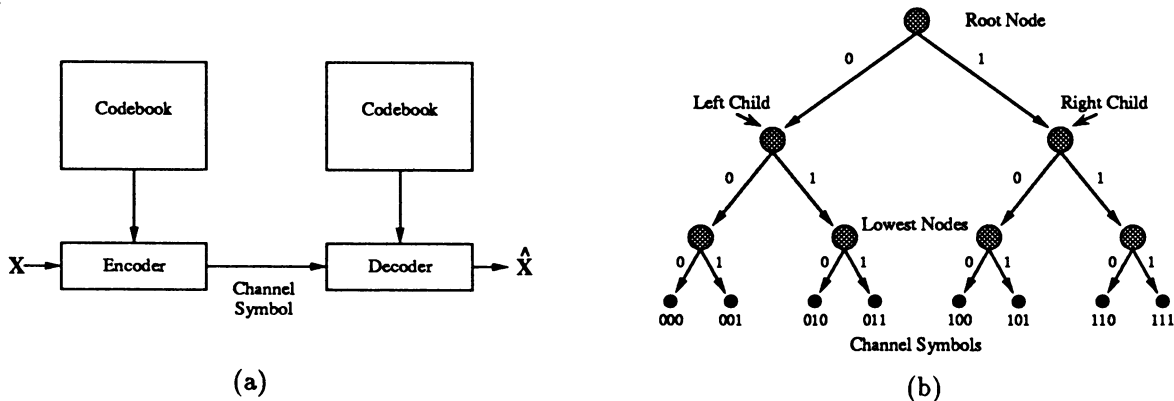 Codebook
Codebook
X
Encoder
Decoder
X̂
Channel
Symbol
(a)
Root Node
0
1
Left Child
Right Child
0
1
0
1
Lowest Nodes
0
1
0
1
0
1
0
1
000
001
010
011
100
101
110
111
Channel Symbols
(b)